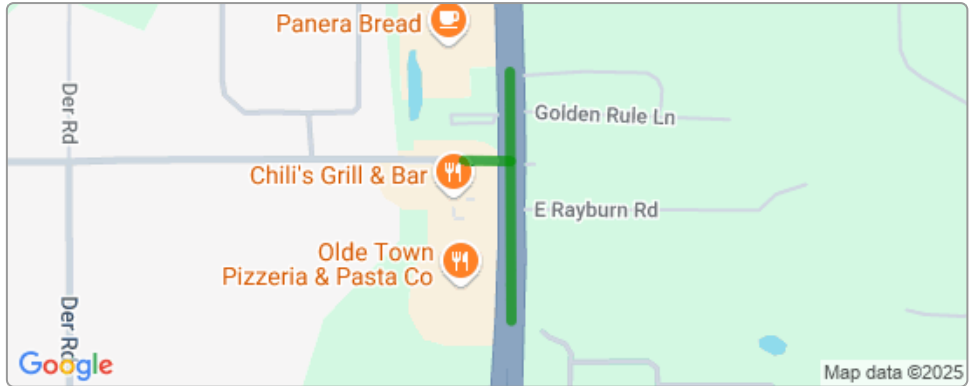 Panera Bread
Der Rd
Golden Rule Ln
Chili's Grill & Bar
E Rayburn Rd
Olde Town
Pizzeria & Pasta Co
Der Rd
Google
Map data ©2025